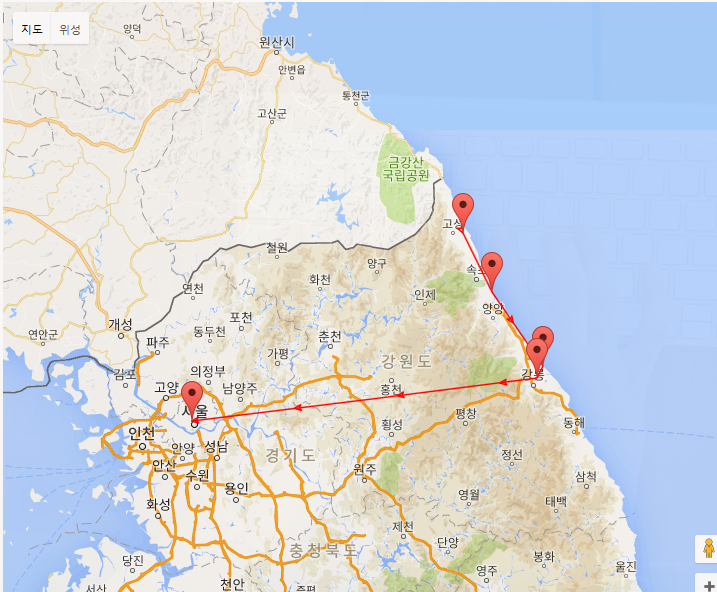 지도
위성
양덕
원산시
안변읍
통천군
고산군
금강산
국립공원
고성
철원
양구
속초
화천
인제
연천
양양
포천
개성
동두천
연안군
파주
춘천
가평
강원도
의정부
김포
강릉
고양
남양주
홍천
서울
평창
인천
횡성
동해
성남
안양
경기도
정선
안산
원주
수원
삼척
용인
영월
화성
태백
제천
충청북도
단양
당진
봉화
울진
영주
천안
서산
증평